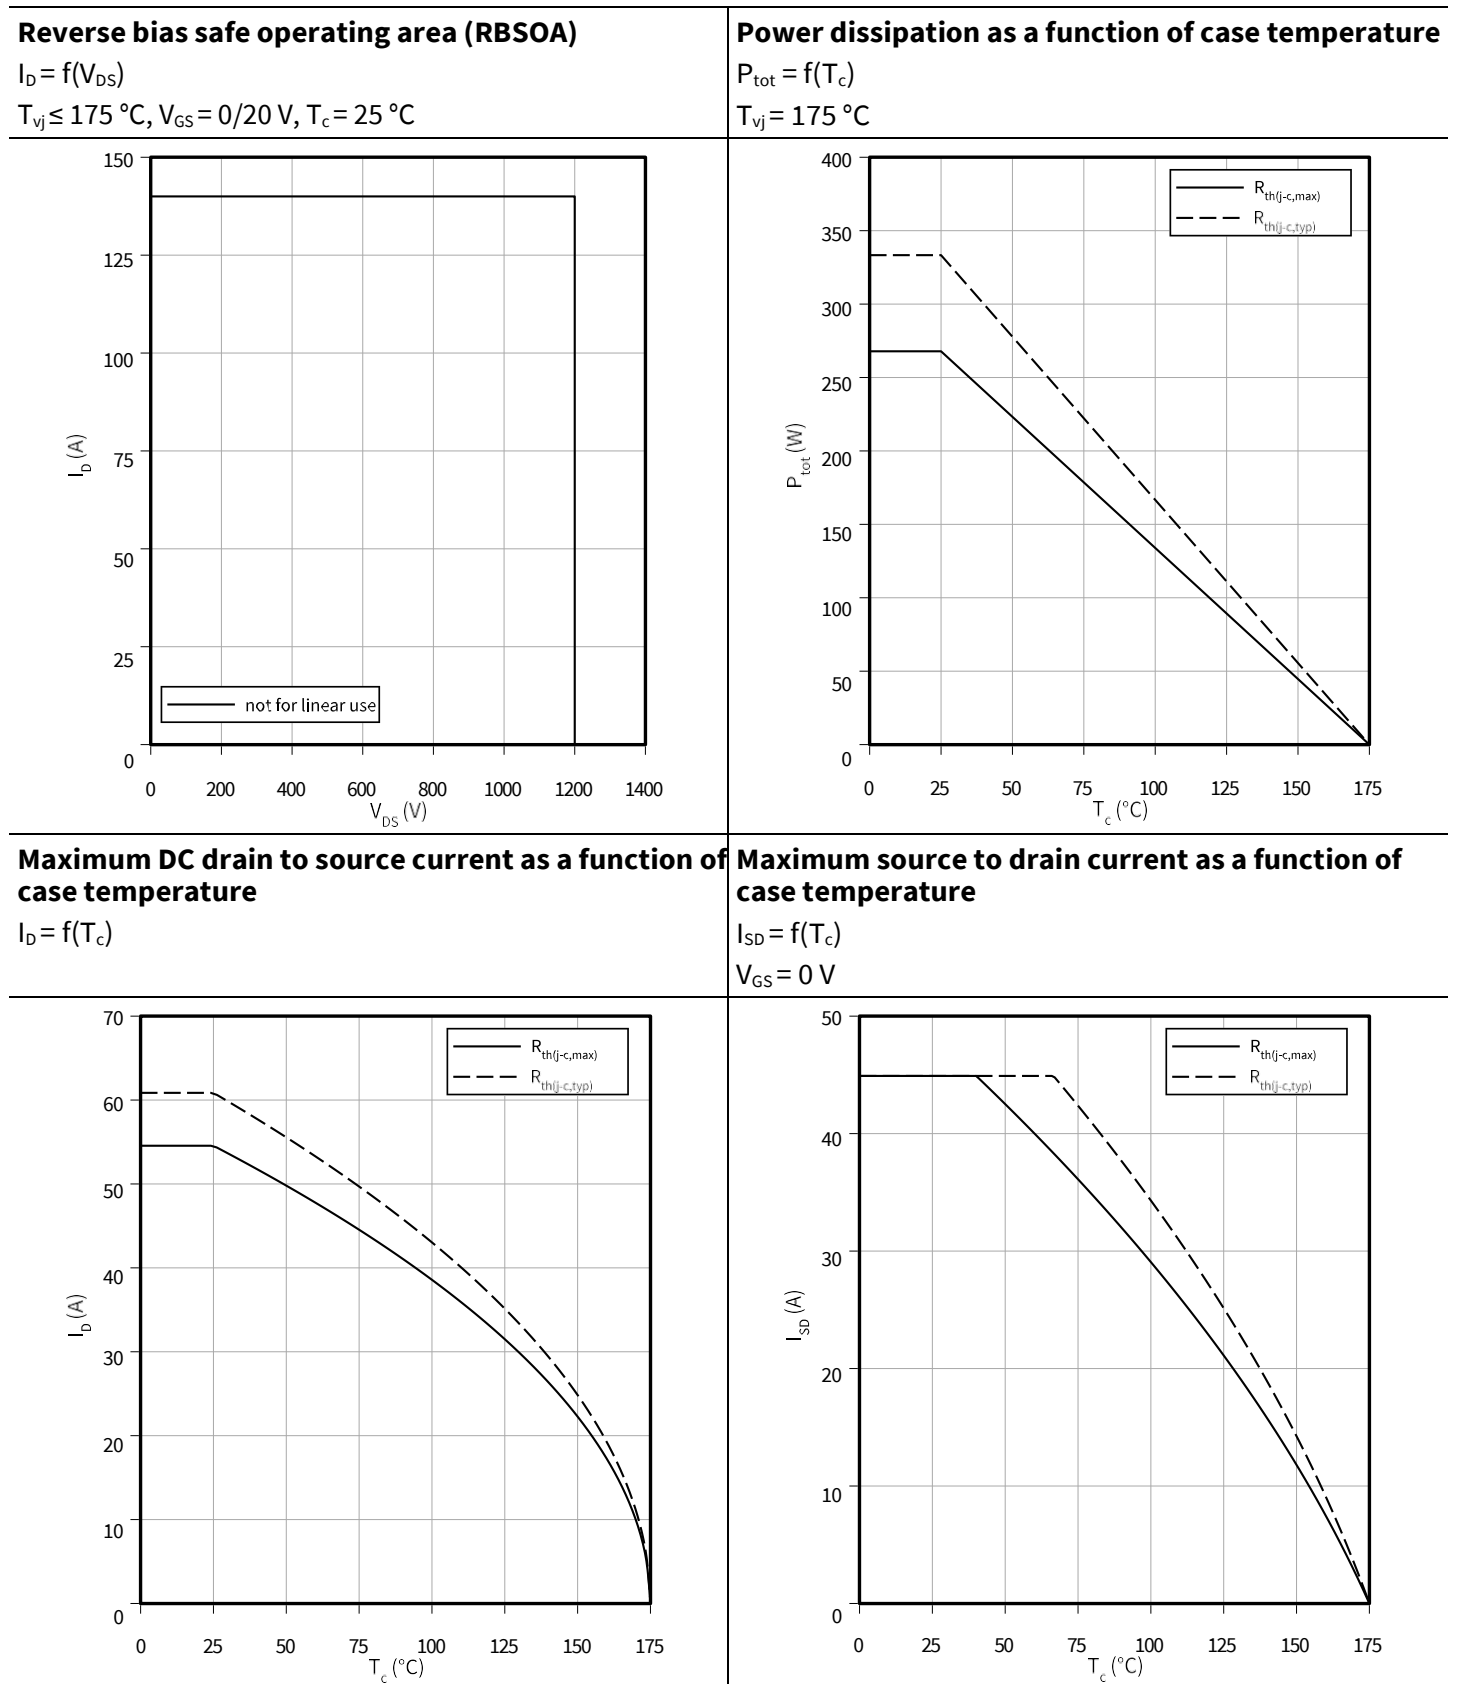 Reverse bias safe operating area (RBSOA)
I_D = f(V_DS)
T_vj ≤ 175 °C, V_GS = 0/20 V, T_c = 25 °C
150
125
100
75
50
25
0
I_D (A)
not for linear use
0 200 400 600 800 1000 1200 1400
V_DS (V)
Power dissipation as a function of case temperature
P_tot = f(T_c)
T_vj = 175 °C
400
350
300
250
200
150
100
50
0
P_tot (W)
R_th(j-c,max)
R_th(j-c,typ)
0 25 50 75 100 125 150 175
T_c (°C)
Maximum DC drain to source current as a function of
case temperature
I_D = f(T_c)
70
60
50
40
30
20
10
0
I_D (A)
R_th(j-c,max)
R_th(j-c,typ)
0 25 50 75 100 125 150 175
T_c (°C)
Maximum source to drain current as a function of
case temperature
I_SD = f(T_c)
V_GS = 0 V
50
40
30
20
10
0
I_SD (A)
R_th(j-c,max)
R_th(j-c,typ)
0 25 50 75 100 125 150 175
T_c (°C)